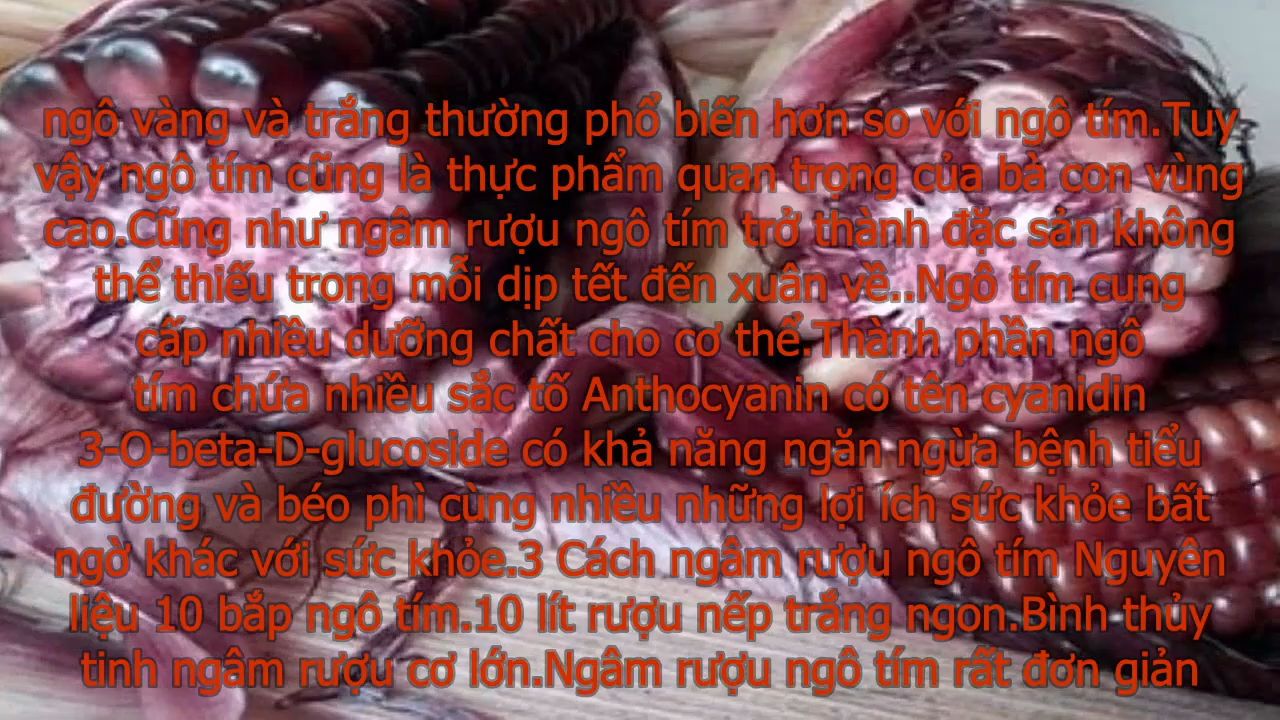 ngô vàng và trắng thường phổ biến hơn so với ngô tím.Tuy
vậy ngô tím cũng là thực phẩm quan trọng của bà con vùng
cao.Cũng như ngâm rượu ngô tím trở thành đặc sản không
thể thiếu trong mỗi dịp tết đến xuân về..Ngô tím cung
cấp nhiều dưỡng chất cho cơ thể.Thành phần ngô
tím chứa nhiều sắc tố Anthocyanin có tên cyanidin
3-O-beta-D-glucoside có khả năng ngăn ngừa bệnh tiểu
đường và béo phì cùng nhiều những lợi ích sức khỏe bất
ngờ khác với sức khỏe.3 Cách ngâm rượu ngô tím Nguyên
liệu 10 bắp ngô tím.10 lít rượu nếp trắng ngon.Bình thủy
tinh ngâm rượu cơ lớn.Ngâm rượu ngô tím rất đơn giản